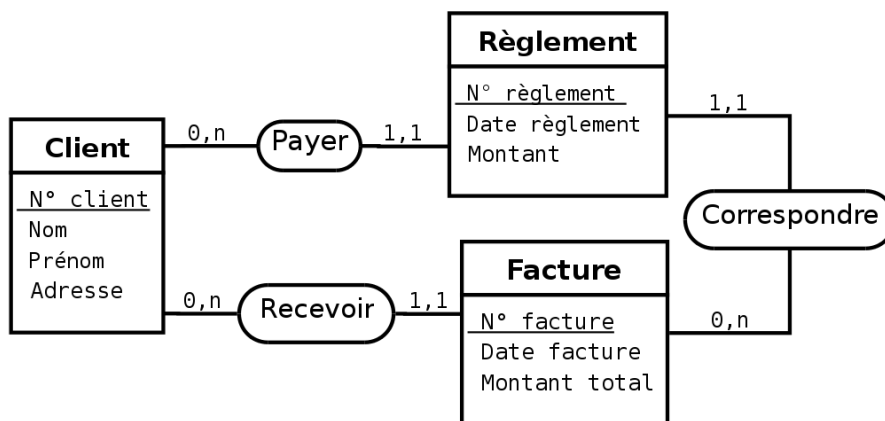 Règlement
N° règlement
Date règlement
Montant
1,1
0,n
Payer
1,1
Client
N° client
Nom
Prénom
Adresse
Correspondre
0,n
Recevoir
1,1
Facture
N° facture
Date facture
Montant total
0,n